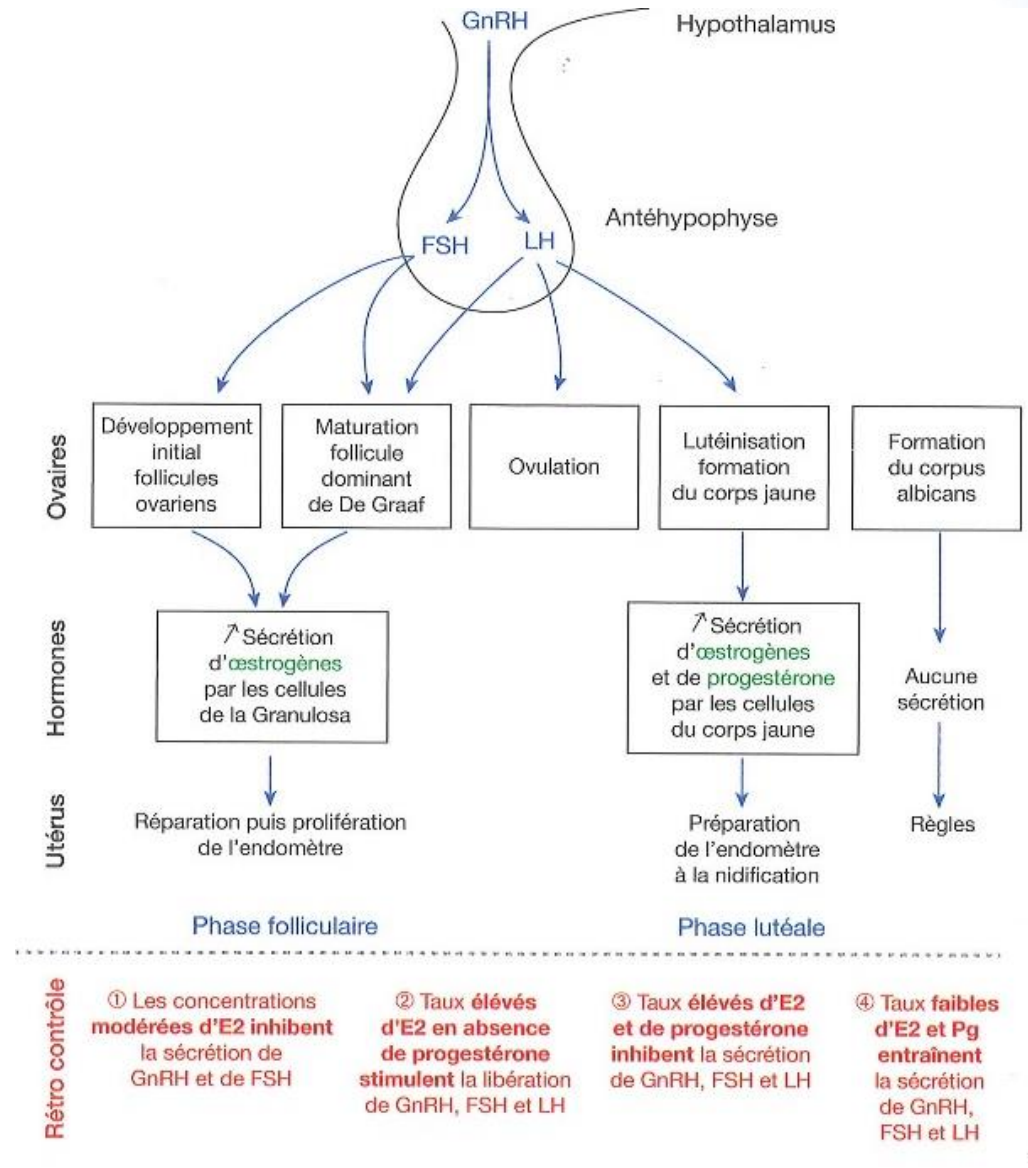 GnRH
Hypothalamus
Antéhypophyse
FSH
LH
Ovaires
Développement
initial
follicules
ovariens
Maturation
follicule
dominant
de De Graaf
Ovulation
Lutéinisation
formation
du corps jaune
Formation
du corpus
albicans
Hormones
↗ Sécrétion
d'œstrogènes
par les cellules
de la Granulosa
↗ Sécrétion
d'œstrogènes
et de progestérone
par les cellules
du corps jaune
Aucune
sécrétion
Utérus
Réparation puis prolifération
de l'endomètre
Préparation
de l'endomètre
à la nidification
Règles
Phase folliculaire
Phase lutéale
Rétro contrôle
① Les concentrations
modérées d'E2 inhibent
la sécrétion de
GnRH et de FSH
② Taux élévés
d'E2 en absence
de progestérone
stimulent la libération
de GnRH, FSH et LH
③ Taux élévés d'E2
et de progestérone
inhibent la sécrétion
de GnRH, FSH et LH
④ Taux faibles
d'E2 et Pg
entraînent
la sécrétion
de GnRH,
FSH et LH